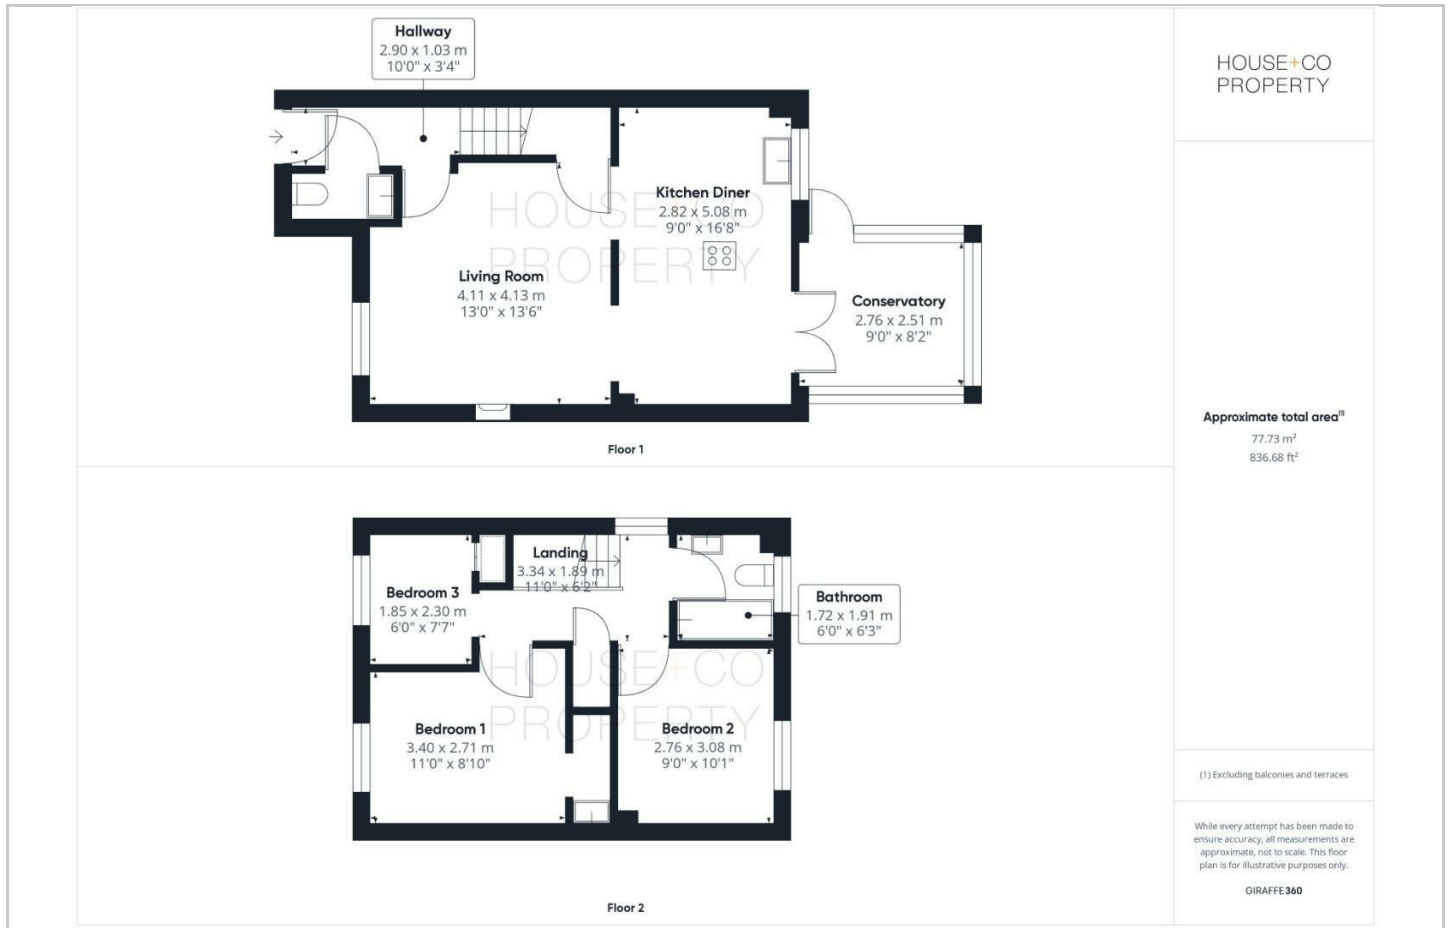 Hallway
2.90 x 1.03 m
10'0" x 3'4"
HOUSE+CO
PROPERTY
Kitchen Diner
2.82 x 5.08 m
9'0" x 16'8"
HOUSE+CO
PROPERTY
Living Room
4.11 x 4.13 m
13'0" x 13'6"
Conservatory
2.76 x 2.51 m
9'0" x 8'2"
Floor 1
Approximate total area(1)
77.73 m²
836.68 ft²
Landing
3.34 x 1.89 m
11'0" x 6'2"
Bedroom 3
1.85 x 2.30 m
6'0" x 7'7"
Bathroom
1.72 x 1.91 m
6'0" x 6'3"
HOUSE+CO
PROPERTY
Bedroom 1
3.40 x 2.71 m
11'0" x 8'10"
Bedroom 2
2.76 x 3.08 m
9'0" x 10'1"
Floor 2
(1) Excluding balconies and terraces
While every attempt has been made to
ensure accuracy, all measurements are
approximate, not to scale. This floor
plan is for illustrative purposes only.
GIRAFFE360